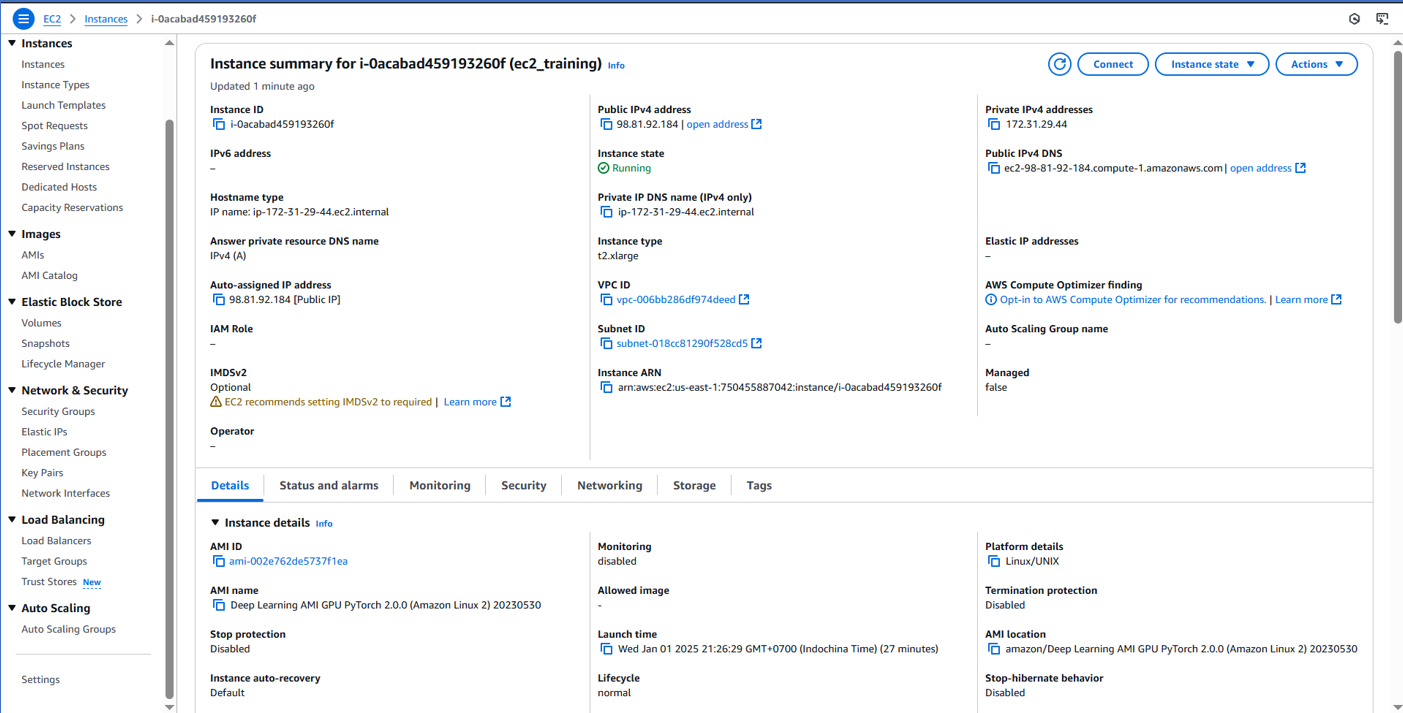 EC2 > Instances > i-0acabad459193260f
Instances
Instances
Instance Types
Launch Templates
Spot Requests
Savings Plans
Reserved Instances
Dedicated Hosts
Capacity Reservations
Images
AMIs
AMI Catalog
Elastic Block Store
Volumes
Snapshots
Lifecycle Manager
Network & Security
Security Groups
Elastic IPs
Placement Groups
Key Pairs
Network Interfaces
Load Balancing
Load Balancers
Target Groups
Trust Stores New
Auto Scaling
Auto Scaling Groups
Settings
Instance summary for i-0acabad459193260f (ec2_training) Info
Connect
Instance state
Actions
Updated 1 minute ago
Instance ID
i-0acabad459193260f
IPv6 address
–
Hostname type
IP name: ip-172-31-29-44.ec2.internal
Answer private resource DNS name
IPv4 (A)
Auto-assigned IP address
98.81.92.184 [Public IP]
IAM Role
–
IMDSv2
Optional
EC2 recommends setting IMDSv2 to required | Learn more
Operator
–
Public IPv4 address
98.81.92.184 | open address
Instance state
Running
Private IP DNS name (IPv4 only)
ip-172-31-29-44.ec2.internal
Instance type
t2.xlarge
VPC ID
vpc-006bb286df974deed
Subnet ID
subnet-018cc81290f528cd5
Instance ARN
arn:aws:ec2:us-east-1:750455887042:instance/i-0acabad459193260f
Private IPv4 addresses
172.31.29.44
Public IPv4 DNS
ec2-98-81-92-184.compute-1.amazonaws.com | open address
Elastic IP addresses
–
AWS Compute Optimizer finding
Opt-in to AWS Compute Optimizer for recommendations. | Learn more
Auto Scaling Group name
–
Managed
false
Details
Status and alarms
Monitoring
Security
Networking
Storage
Tags
Instance details Info
AMI ID
ami-002e762de5737f1ea
AMI name
Deep Learning AMI GPU PyTorch 2.0.0 (Amazon Linux 2) 20230530
Stop protection
Disabled
Instance auto-recovery
Default
Monitoring
disabled
Allowed image
-
Launch time
Wed Jan 01 2025 21:26:29 GMT+0700 (Indochina Time) (27 minutes)
Lifecycle
normal
Platform details
Linux/UNIX
Termination protection
Disabled
AMI location
amazon/Deep Learning AMI GPU PyTorch 2.0.0 (Amazon Linux 2) 20230530
Stop-hibernate behavior
Disabled